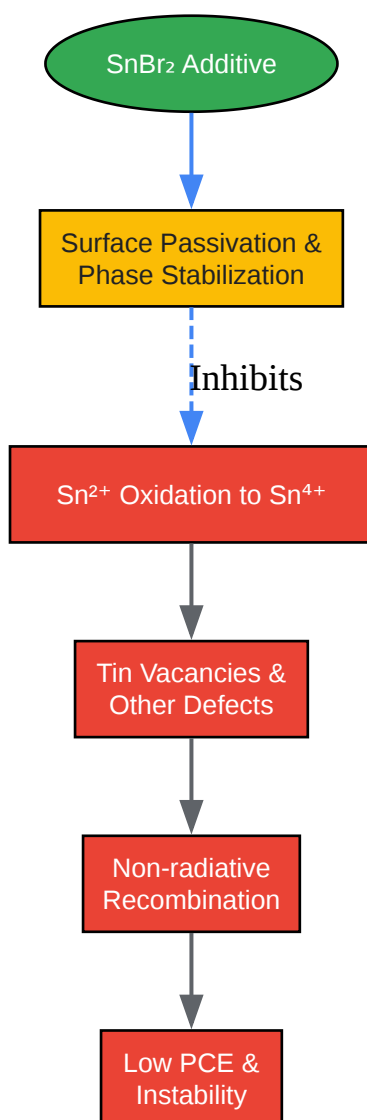 SnBr₂ Additive
Surface Passivation &
Phase Stabilization
Inhibits
Sn²⁺ Oxidation to Sn⁴⁺
Tin Vacancies &
Other Defects
Non-radiative
Recombination
Low PCE &
Instability